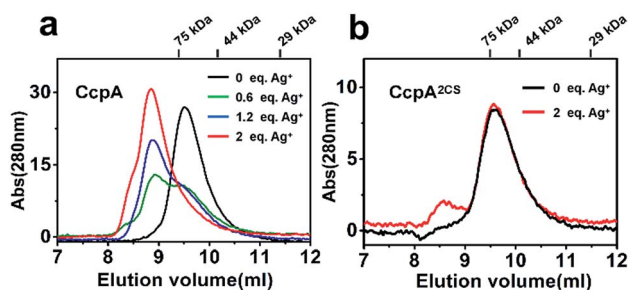 a
75 kDa
44 kDa
29 kDa
CcpA
0 eq. Ag⁺
0.6 eq. Ag⁺
1.2 eq. Ag⁺
2 eq. Ag⁺
Abs(280nm)
30
15
0
7 8 9 10 11 12
Elution volume(ml)
b
75 kDa
44 kDa
29 kDa
CcpA²ᶜˢ
0 eq. Ag⁺
2 eq. Ag⁺
Abs(280nm)
10
5
0
7 8 9 10 11 12
Elution volume(ml)